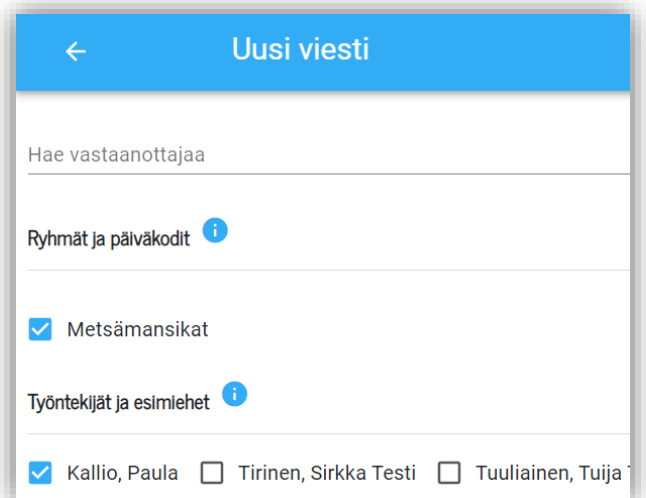 Uusi viesti
Hae vastaanottajaa
Ryhmät ja päiväkodit
Metsämansikat
Työntekijät ja esimiehet
Kallio, Paula Tirinen, Sirkka Testi Tuuliainen, Tuija